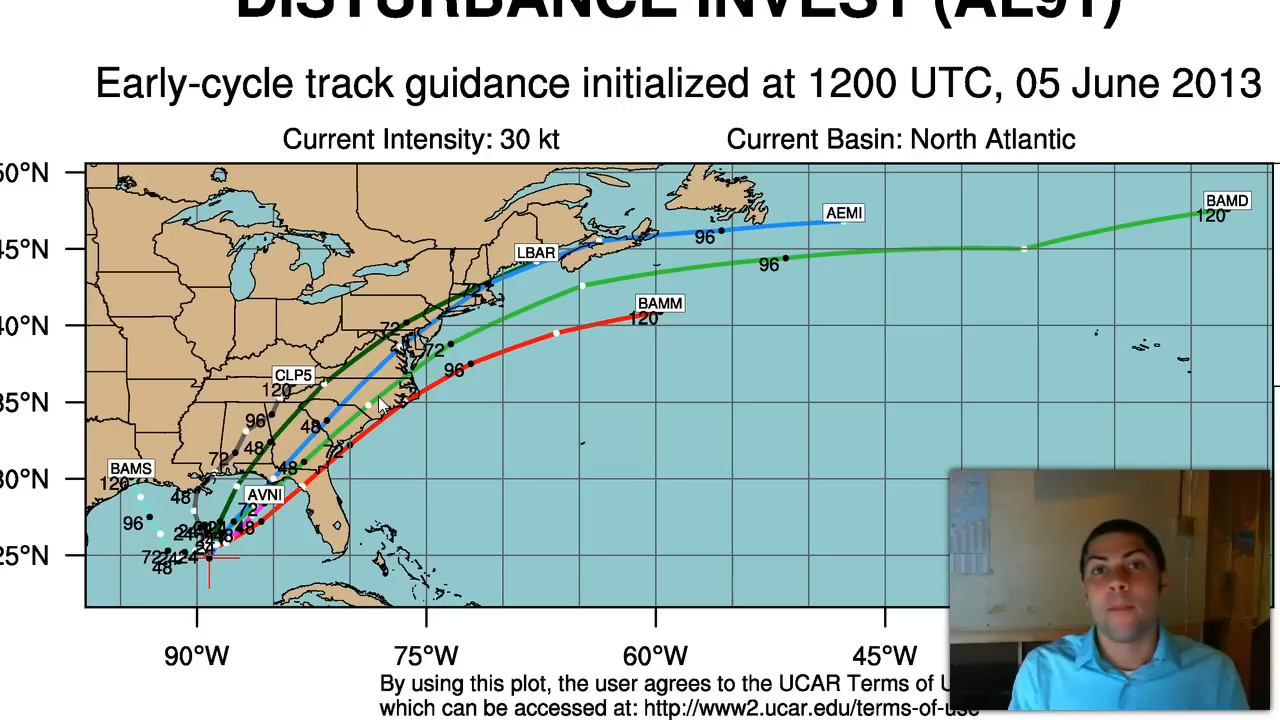 DISTURBANCE INVEST (AL91)
Early-cycle track guidance initialized at 1200 UTC, 05 June 2013
Current Intensity: 30 kt
Current Basin: North Atlantic
50°N
45°N
40°N
35°N
30°N
25°N
BAMD
120
AEMI
96
LBAR
96
BAMM
120
72
72
96
CLP5
120
96
48
48
72
72
48
BAMS
120
48
AVNI
72
96
48
24
72
48
90°W
75°W
60°W
45°W
By using this plot, the user agrees to the UCAR Terms of U
which can be accessed at: http://www2.ucar.edu/terms-of-use